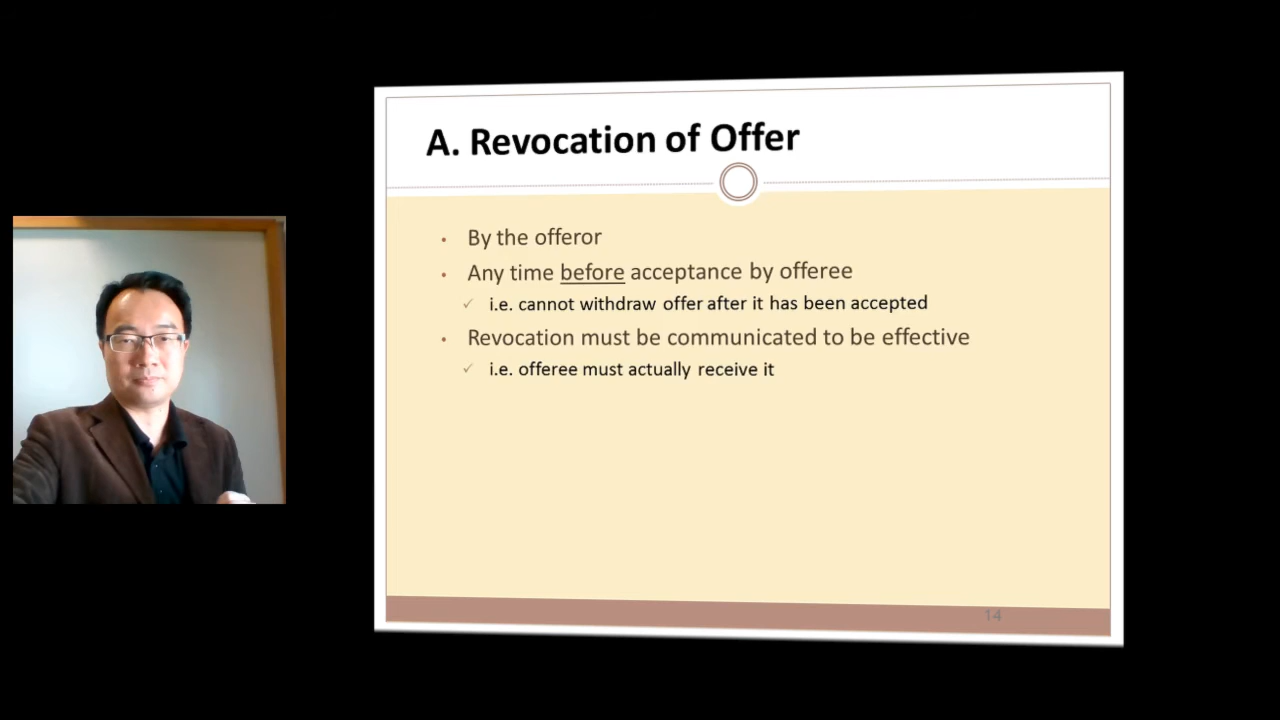 A. Revocation of Offer
• By the offeror
• Any time before acceptance by offeree
✓ i.e. cannot withdraw offer after it has been accepted
• Revocation must be communicated to be effective
✓ i.e. offeree must actually receive it
14